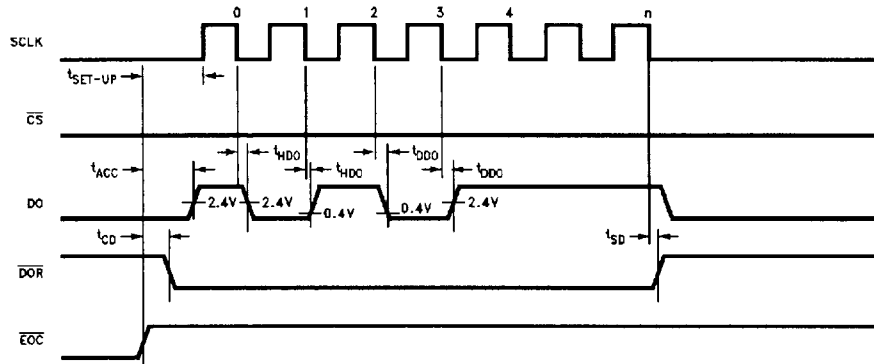 0 1 2 3 4 n
SCLK
tSET-UP
CS
tHDO tDDO
tACC tHDO tDDO
DO 2.4V 2.4V 0.4V 0.4V 2.4V
tCD tSD
DOR
EOC